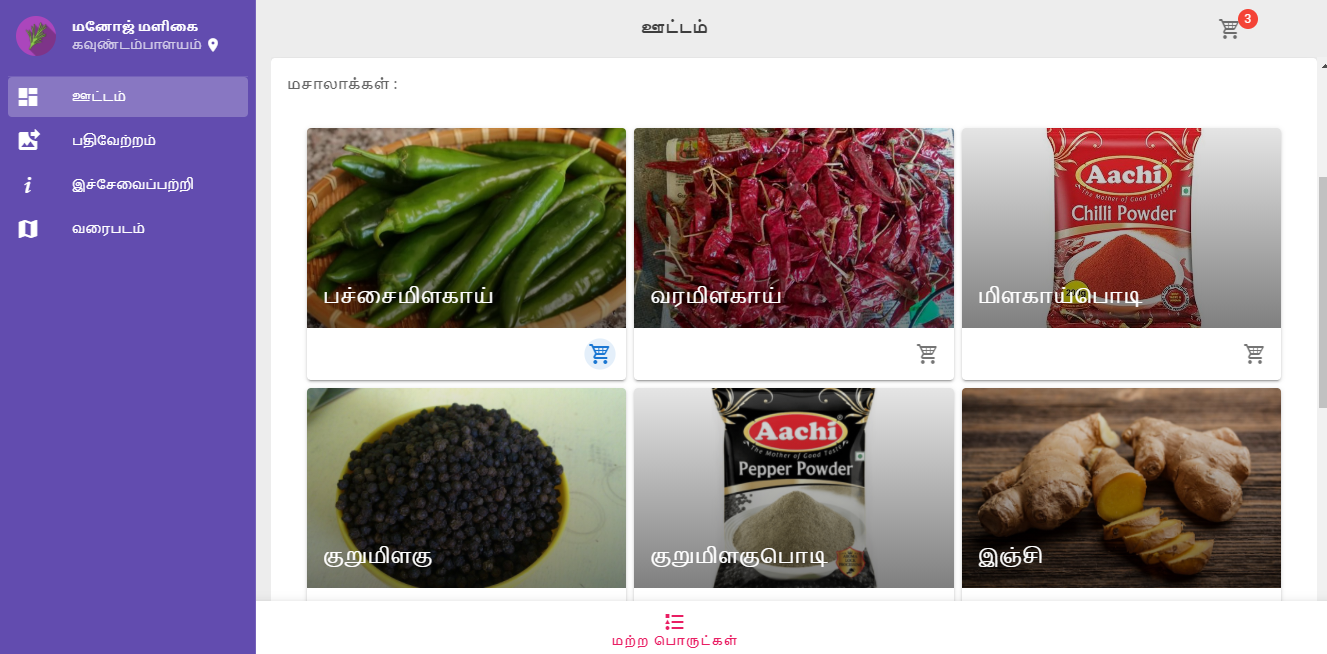 மனோஜ் மளிகை
கவுண்டம்பாளயம்
ஊட்டம்
பதிவேற்றம்
இச்சேவைப்பற்றி
வரைபடம்
ஊட்டம்
3
மசாலாக்கள் :
பச்சைமிளகாய்
வரமிளகாய்
Aachi
The Mother of Good Taste
Chilli Powder
மிளகாய்பொடி
குறுமிளகு
Aachi
The Mother of Good Taste
Pepper Powder
குறுமிளகுபொடி
இஞ்சி
மற்ற பொருட்கள்